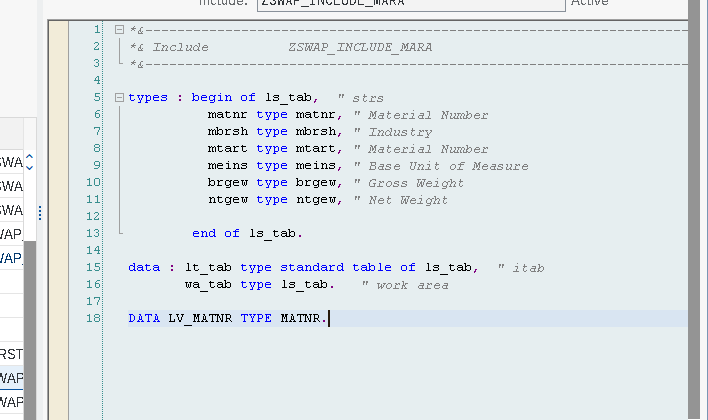 Include: ZSWAP_INCLUDE_MARA Active
1 *&---------------------------------------------------------------------
2 *& Include          ZSWAP_INCLUDE_MARA
3 *&---------------------------------------------------------------------
4
5 types : begin of ls_tab,  " strs
6           matnr type matnr, " Material Number
7           mbrsh type mbrsh, " Industry
8           mtart type mtart, " Material Number
9           meins type meins, " Base Unit of Measure
10           brgew type brgew, " Gross Weight
11           ntgew type ntgew, " Net Weight
12
13         end of ls_tab.
14
15 data : lt_tab type standard table of ls_tab,  " itab
16        wa_tab type ls_tab.   " work area
17
18 DATA LV_MATNR TYPE MATNR.
SWA
SWA
SWA
WAP
WAP
RST
WAP
WAP